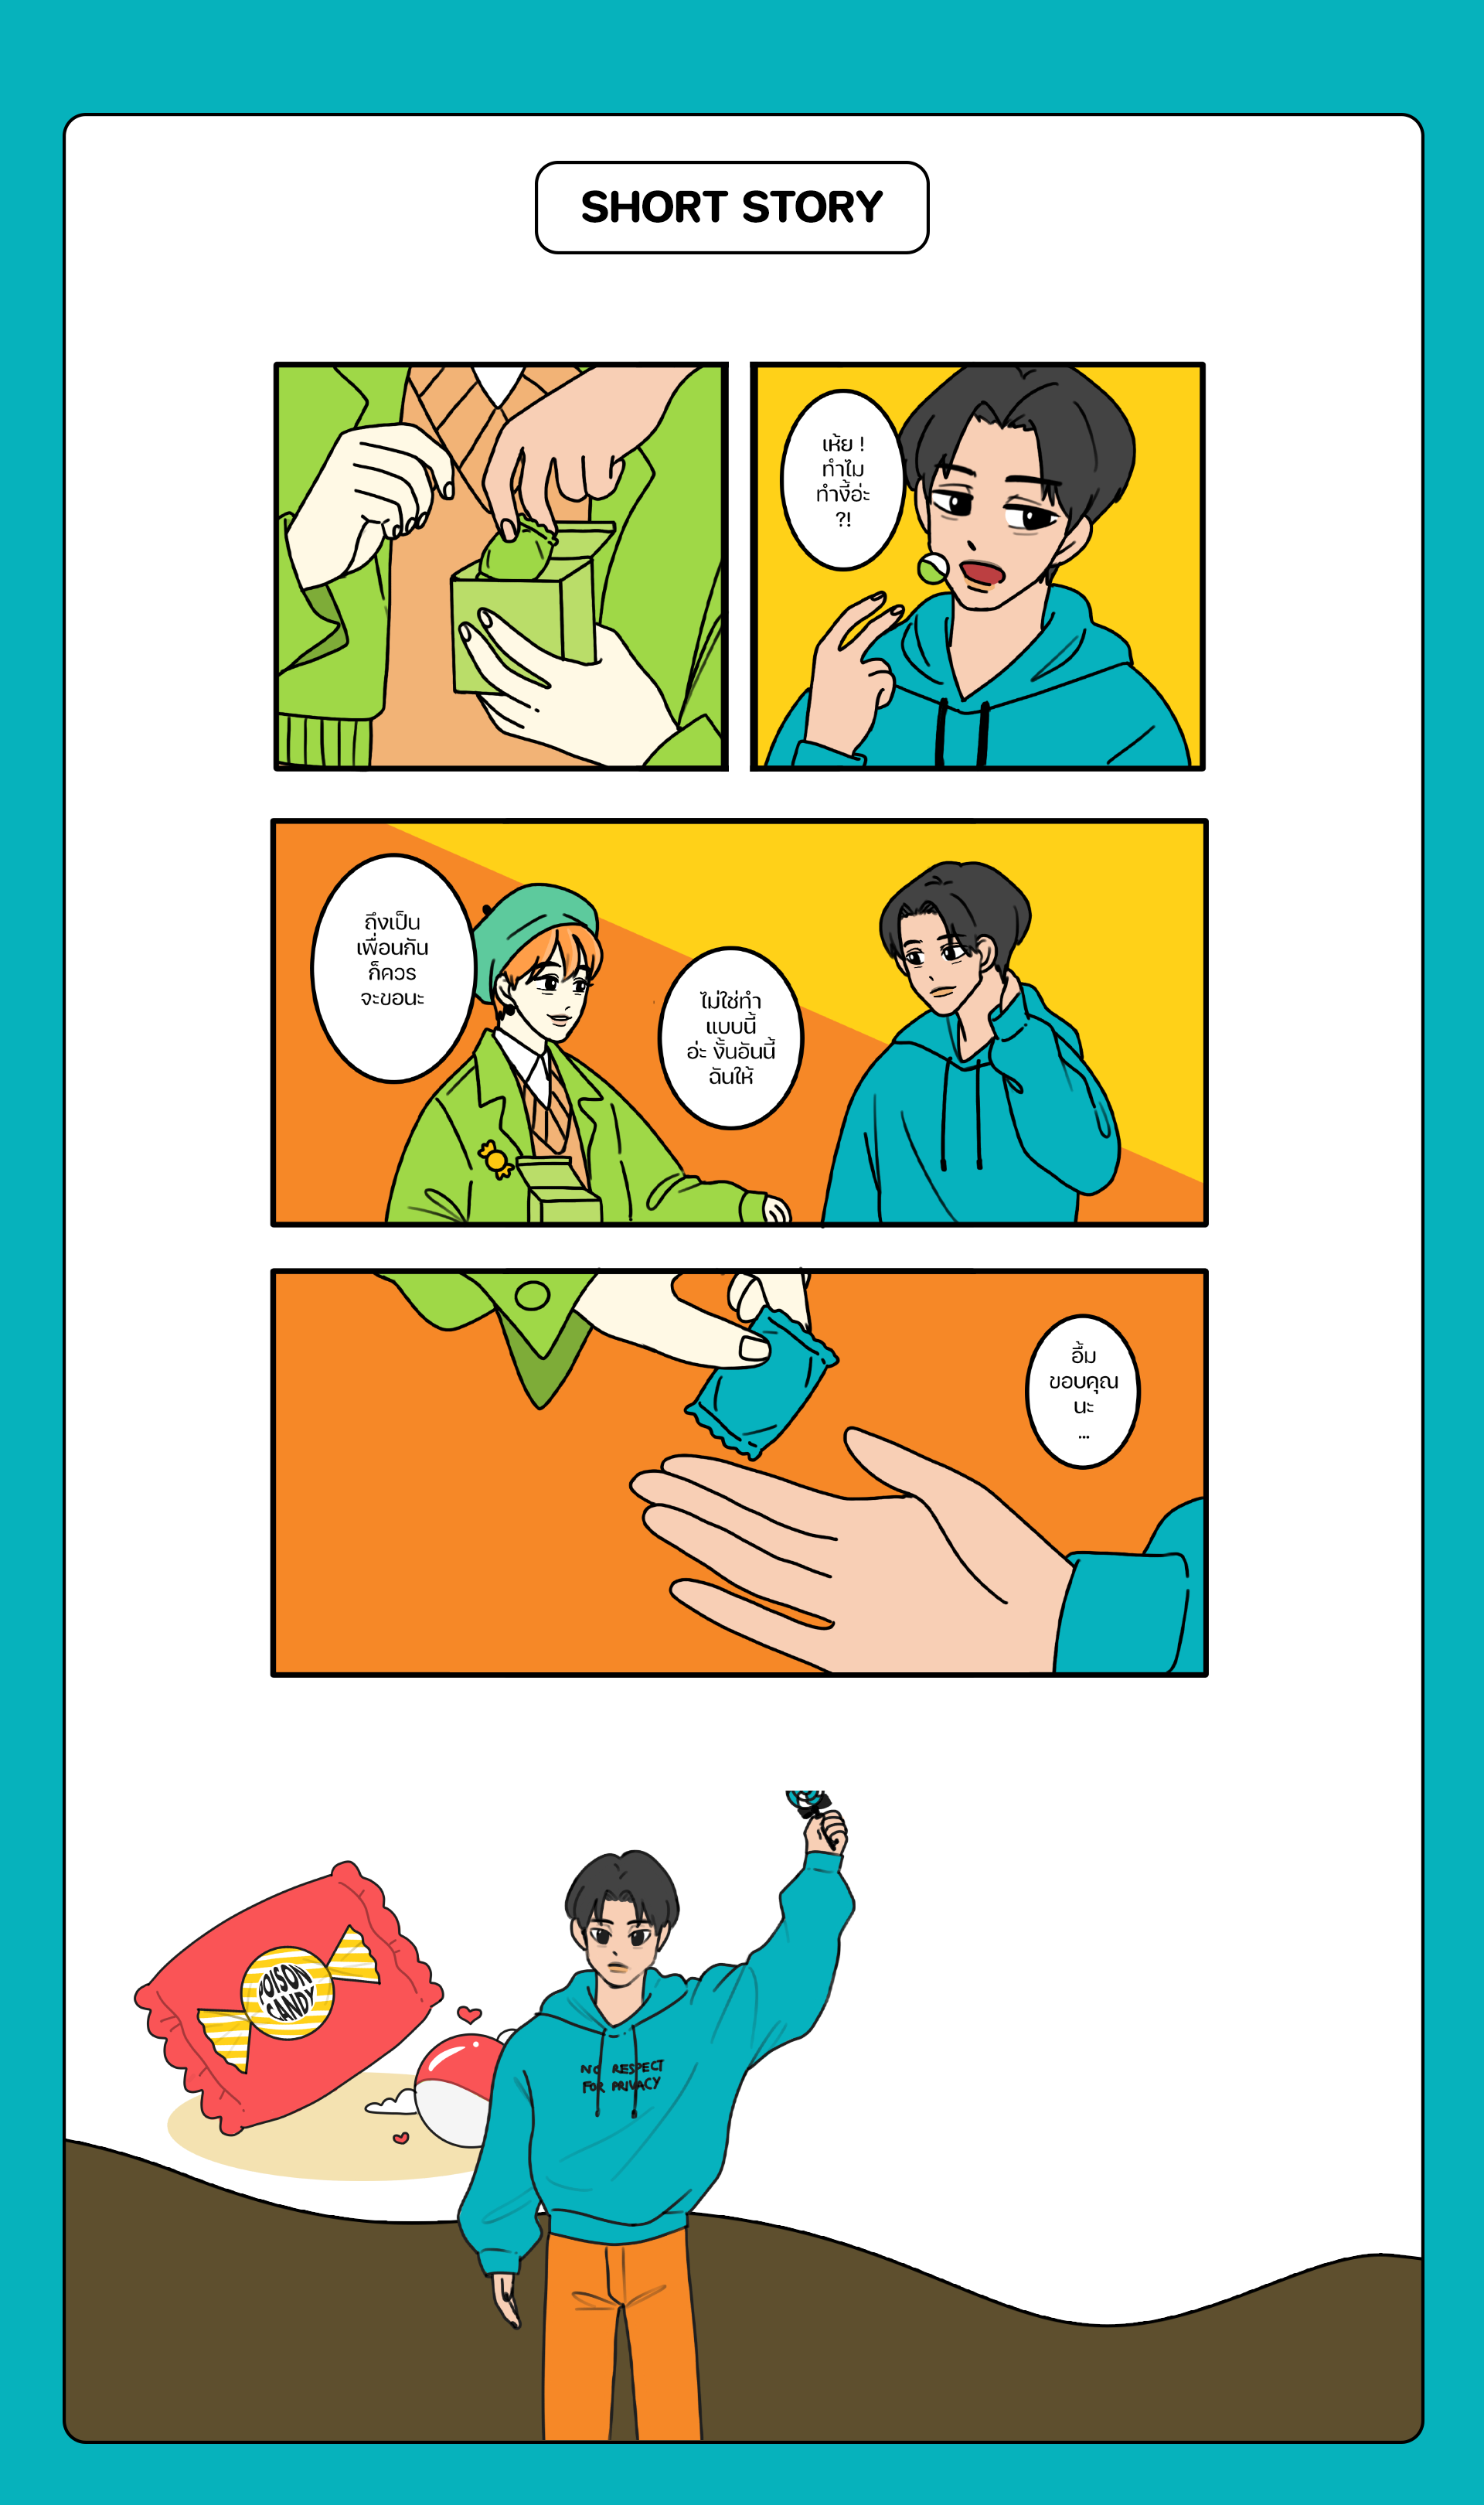 SHORT STORY
เห้ย !
ทำไม
ทำงี้อ่ะ
?!
ถึงเป็น
เพื่อนกัน
ก็ควร
จะขอนะ
ไม่ใช่ทำ
แบบนี้
อ่ะ งั้นอันนี้
ฉันให้
อื้ม
ขอบคุณ
นะ
...
POISON
CANDY
NO RESPECT
FOR PRIVACY